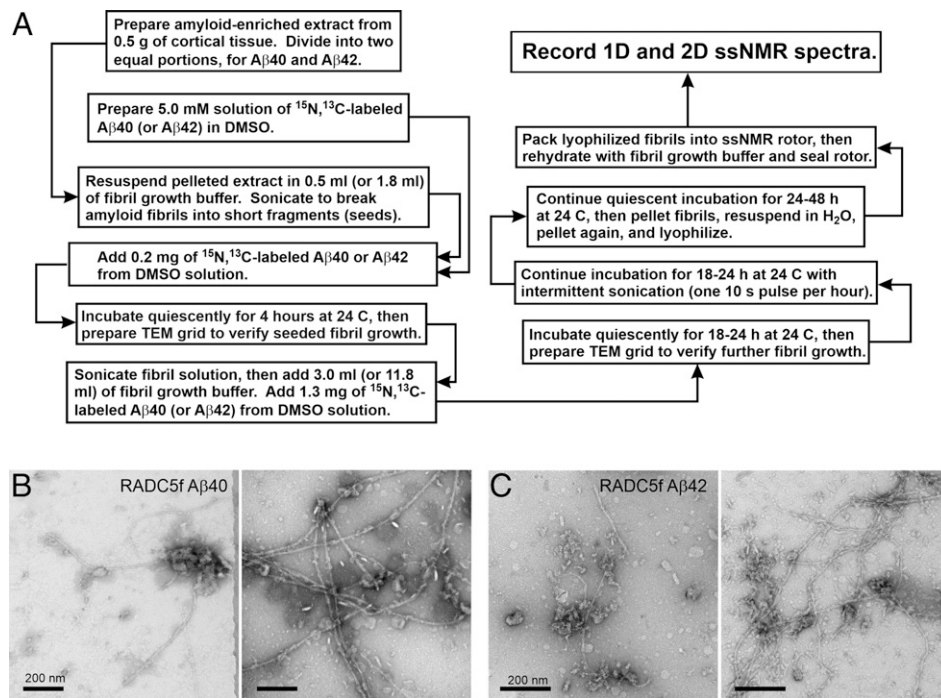 A
Prepare amyloid-enriched extract from
0.5 g of cortical tissue. Divide into two
equal portions, for Aβ40 and Aβ42.
Prepare 5.0 mM solution of ¹⁵N,¹³C-labeled
Aβ40 (or Aβ42) in DMSO.
Resuspend pelleted extract in 0.5 ml (or 1.8 ml)
of fibril growth buffer. Sonicate to break
amyloid fibrils into short fragments (seeds).
Add 0.2 mg of ¹⁵N,¹³C-labeled Aβ40 or Aβ42
from DMSO solution.
Incubate quiescently for 4 hours at 24 C, then
prepare TEM grid to verify seeded fibril growth.
Sonicate fibril solution, then add 3.0 ml (or 11.8
ml) of fibril growth buffer. Add 1.3 mg of ¹⁵N,¹³C-
labeled Aβ40 (or Aβ42) from DMSO solution.
Incubate quiescently for 18-24 h at 24 C, then
prepare TEM grid to verify further fibril growth.
Continue incubation for 18-24 h at 24 C with
intermittent sonication (one 10 s pulse per hour).
Continue quiescent incubation for 24-48 h
at 24 C, then pellet fibrils, resuspend in H₂O,
pellet again, and lyophilize.
Pack lyophilized fibrils into ssNMR rotor, then
rehydrate with fibril growth buffer and seal rotor.
Record 1D and 2D ssNMR spectra.
B
RADC5f Aβ40
200 nm
C
RADC5f Aβ42
200 nm